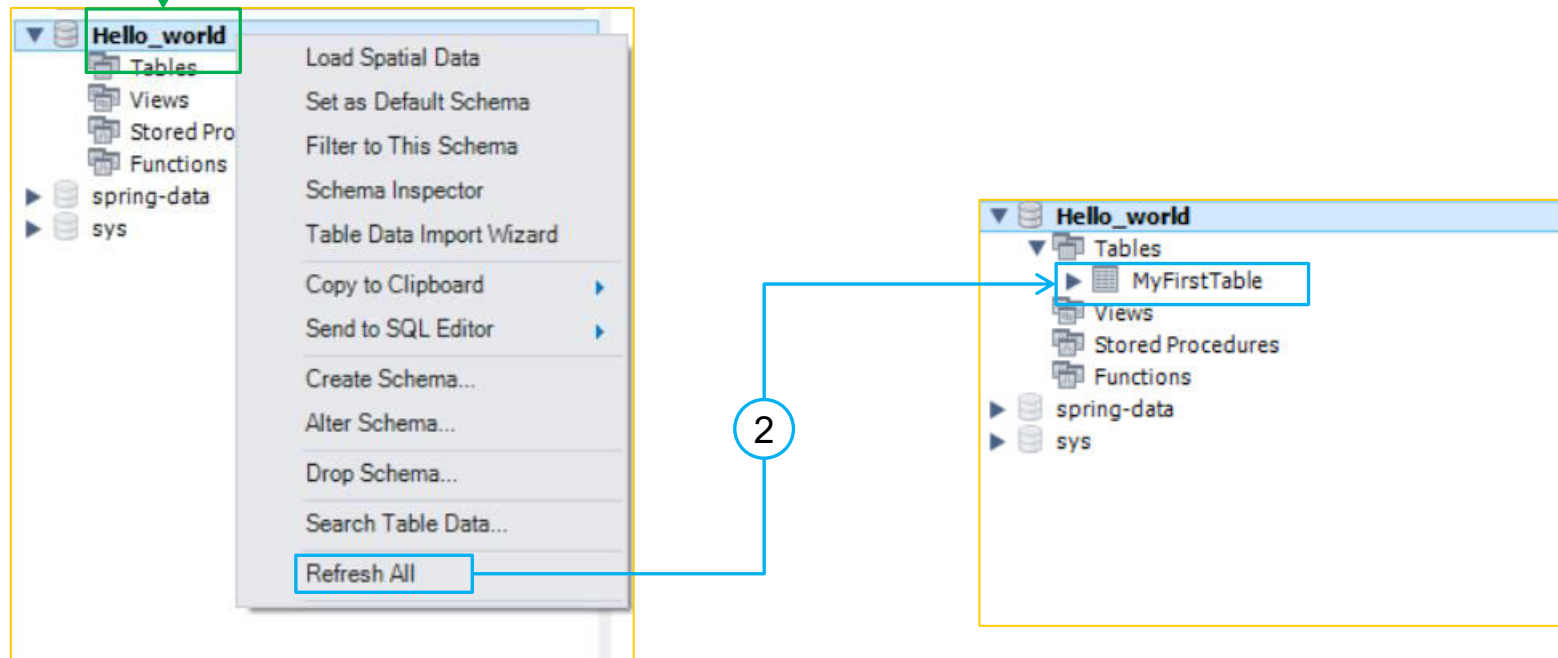 Hello_world
Tables
Views
Stored Pro
Functions
spring-data
sys
Load Spatial Data
Set as Default Schema
Filter to This Schema
Schema Inspector
Table Data Import Wizard
Copy to Clipboard
Send to SQL Editor
Create Schema...
Alter Schema...
Drop Schema...
Search Table Data...
Refresh All
2
Hello_world
Tables
MyFirstTable
Views
Stored Procedures
Functions
spring-data
sys